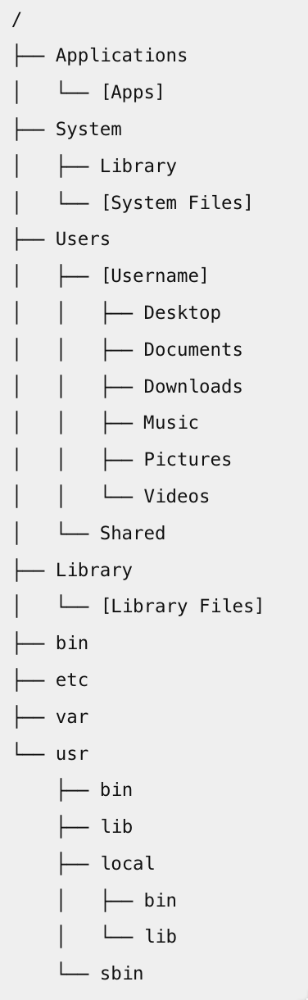 /
├── Applications
│   └── [Apps]
├── System
│   ├── Library
│   └── [System Files]
├── Users
│   ├── [Username]
│   │   ├── Desktop
│   │   ├── Documents
│   │   ├── Downloads
│   │   ├── Music
│   │   ├── Pictures
│   │   └── Videos
│   └── Shared
├── Library
│   └── [Library Files]
├── bin
├── etc
├── var
└── usr
    ├── bin
    ├── lib
    ├── local
    │   ├── bin
    │   └── lib
    └── sbin